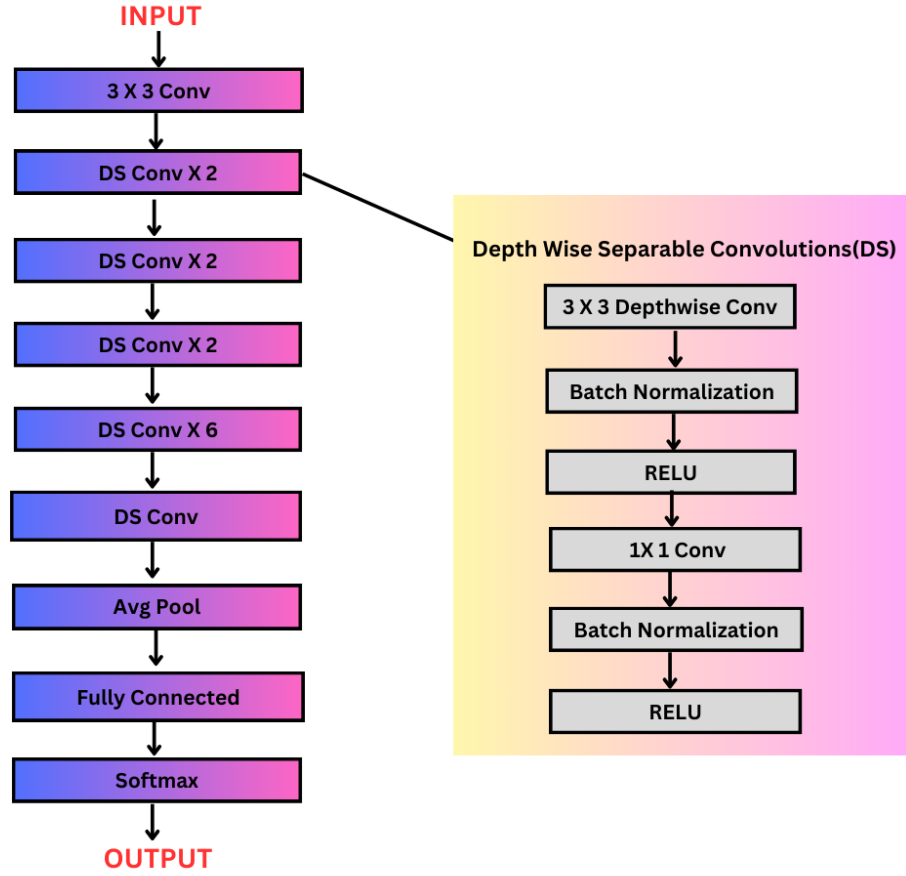 INPUT
3 X 3 Conv
DS Conv X 2
DS Conv X 2
DS Conv X 2
DS Conv X 6
DS Conv
Avg Pool
Fully Connected
Softmax
OUTPUT
Depth Wise Separable Convolutions(DS)
3 X 3 Depthwise Conv
Batch Normalization
RELU
1X 1 Conv
Batch Normalization
RELU